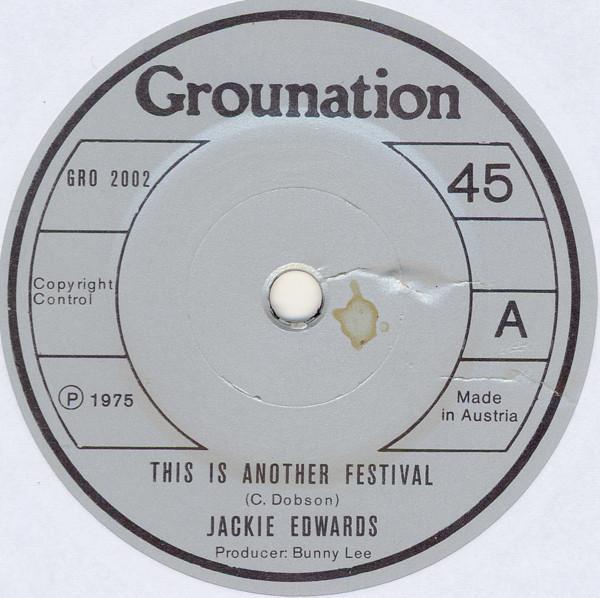 Grounation
GRO 2002
45
Copyright
Control
A
Ⓟ 1975
Made
in Austria
THIS IS ANOTHER FESTIVAL
(C. Dobson)
JACKIE EDWARDS
Producer: Bunny Lee